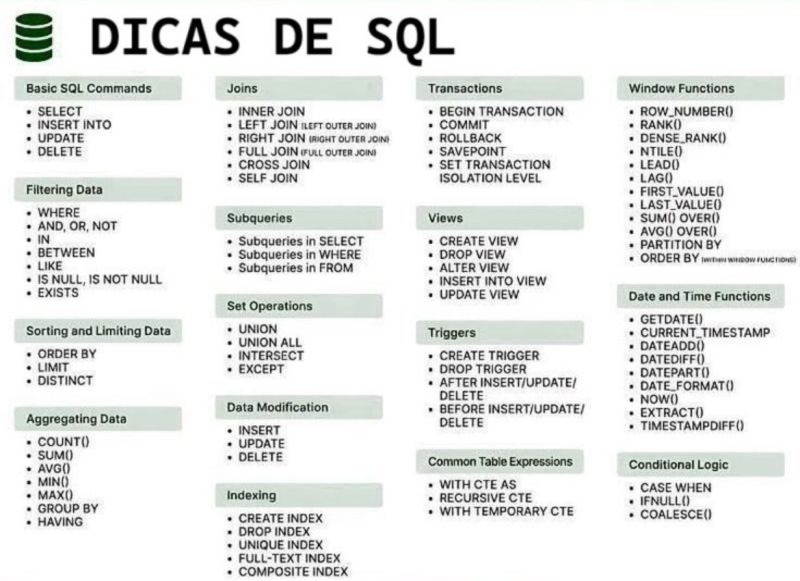 DICAS DE SQL
Basic SQL Commands
• SELECT
• INSERT INTO
• UPDATE
• DELETE
Filtering Data
• WHERE
• AND, OR, NOT
• IN
• BETWEEN
• LIKE
• IS NULL, IS NOT NULL
• EXISTS
Sorting and Limiting Data
• ORDER BY
• LIMIT
• DISTINCT
Aggregating Data
• COUNT()
• SUM()
• AVG()
• MIN()
• MAX()
• GROUP BY
• HAVING
Joins
• INNER JOIN
• LEFT JOIN (LEFT OUTER JOIN)
• RIGHT JOIN (RIGHT OUTER JOIN)
• FULL JOIN (FULL OUTER JOIN)
• CROSS JOIN
• SELF JOIN
Subqueries
• Subqueries in SELECT
• Subqueries in WHERE
• Subqueries in FROM
Set Operations
• UNION
• UNION ALL
• INTERSECT
• EXCEPT
Data Modification
• INSERT
• UPDATE
• DELETE
Indexing
• CREATE INDEX
• DROP INDEX
• UNIQUE INDEX
• FULL-TEXT INDEX
• COMPOSITE INDEX
Transactions
• BEGIN TRANSACTION
• COMMIT
• ROLLBACK
• SAVEPOINT
• SET TRANSACTION
ISOLATION LEVEL
Views
• CREATE VIEW
• DROP VIEW
• ALTER VIEW
• INSERT INTO VIEW
• UPDATE VIEW
Triggers
• CREATE TRIGGER
• DROP TRIGGER
• AFTER INSERT/UPDATE/
DELETE
• BEFORE INSERT/UPDATE/
DELETE
Common Table Expressions
• WITH CTE AS
• RECURSIVE CTE
• WITH TEMPORARY CTE
Window Functions
• ROW_NUMBER()
• RANK()
• DENSE_RANK()
• NTILE()
• LEAD()
• LAG()
• FIRST_VALUE()
• LAST_VALUE()
• SUM() OVER()
• AVG() OVER()
• PARTITION BY
• ORDER BY (WITHIN WINDOW FUNCTIONS)
Date and Time Functions
• GETDATE()
• CURRENT_TIMESTAMP
• DATEADD()
• DATEDIFF()
• DATEPART()
• DATE_FORMAT()
• NOW()
• EXTRACT()
• TIMESTAMPDIFF()
Conditional Logic
• CASE WHEN
• IFNULL()
• COALESCE()